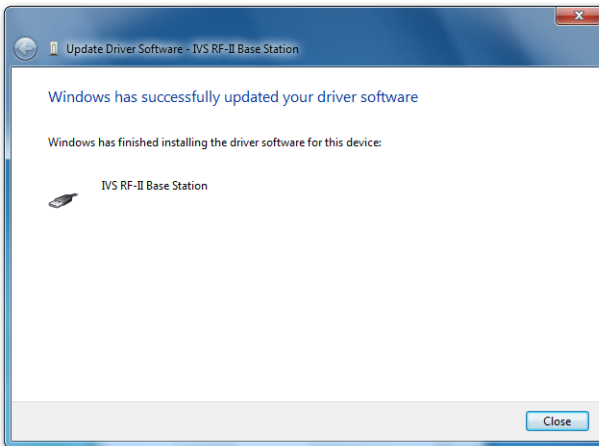 Update Driver Software - IVS RF-II Base Station
Windows has successfully updated your driver software
Windows has finished installing the driver software for this device:
IVS RF-II Base Station
Close